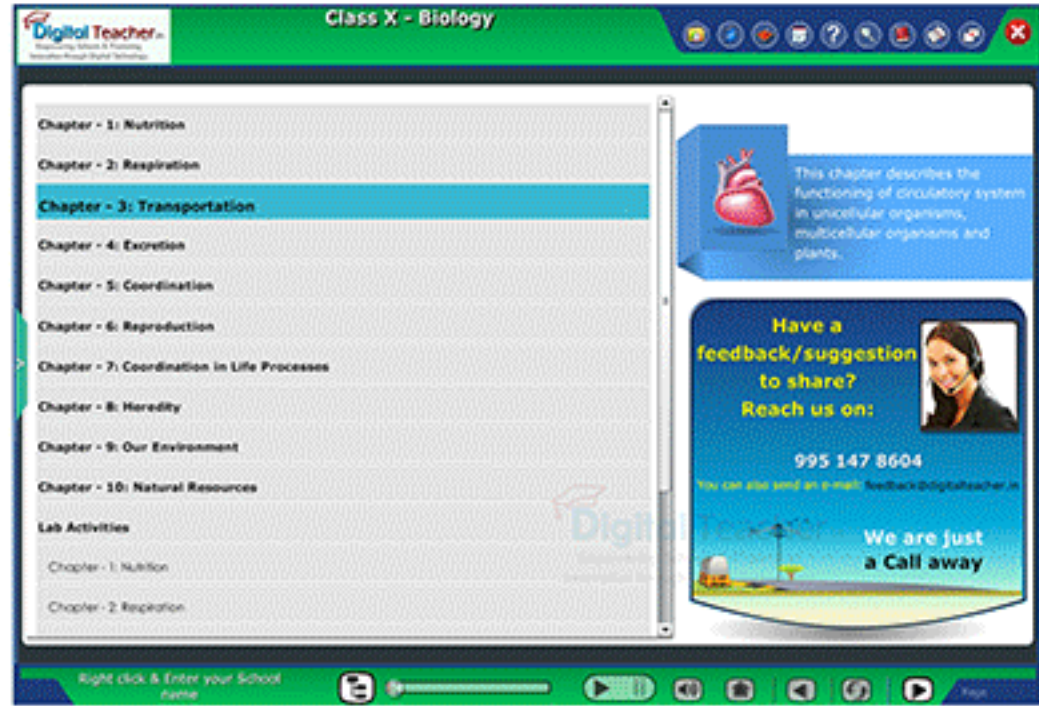 Digital Teacher
Class X - Biology
Chapter - 1: Nutrition
Chapter - 2: Respiration
Chapter - 3: Transportation
Chapter - 4: Excretion
Chapter - 5: Coordination
Chapter - 6: Reproduction
Chapter - 7: Coordination in Life Processes
Chapter - 8: Heredity
Chapter - 9: Our Environment
Chapter - 10: Natural Resources
Lab Activities
Chapter - 1: Nutrition
Chapter - 2: Respiration
This chapter describes the
functioning of circulatory system
in unicellular organisms,
multicellular organisms and
plants.
Have a
feedback/suggestion
to share?
Reach us on:
995 147 8604
You can also send an e-mail: feedback@digitalteacher.in
We are just
a Call away
Digital Teacher
Right click & Enter your School
name
Page